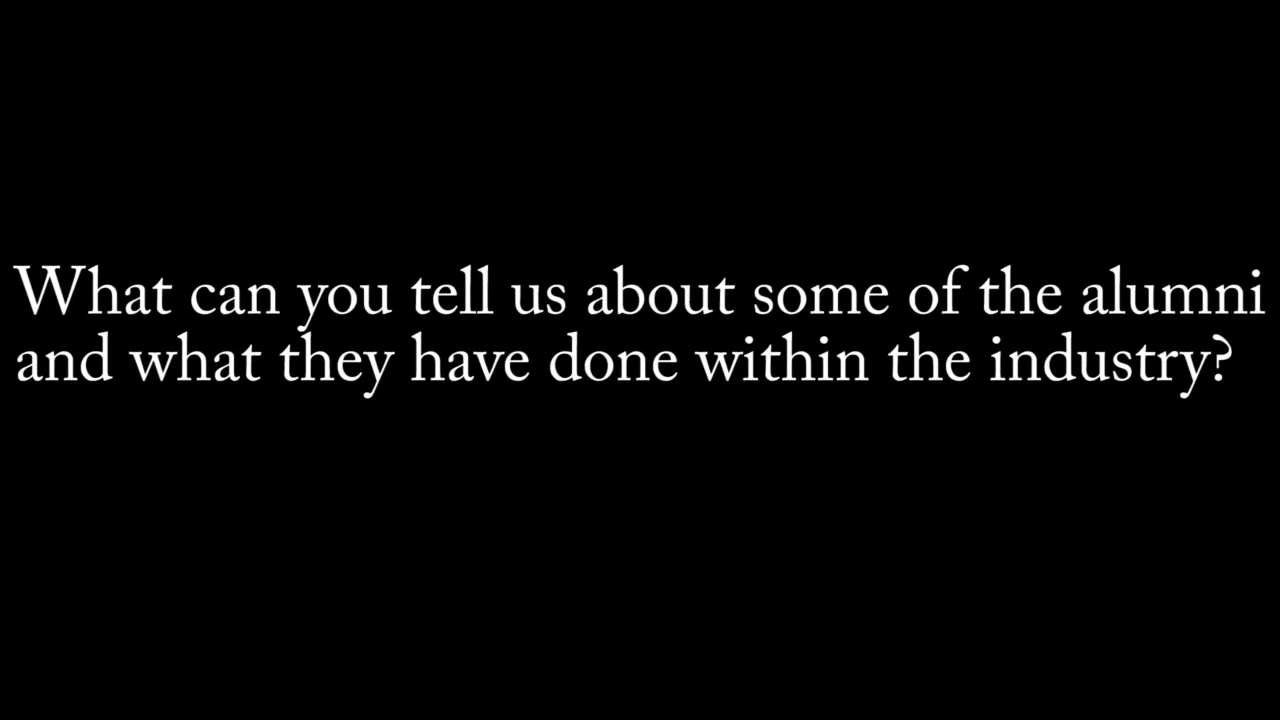 What can you tell us about some of the alumni
and what they have done within the industry?